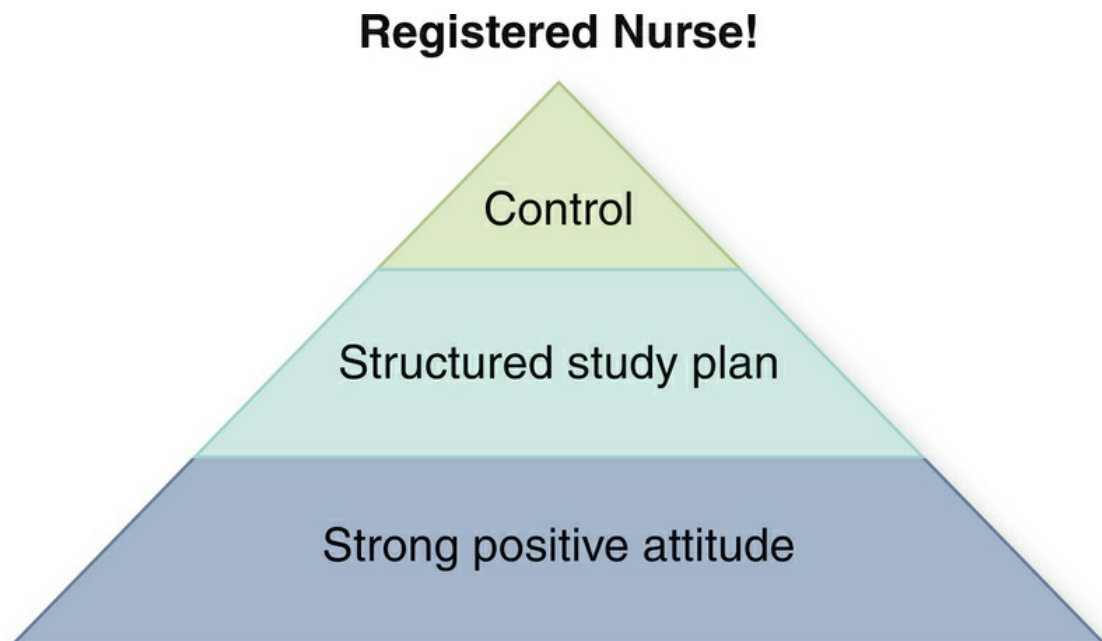 Registered Nurse!
Control
Structured study plan
Strong positive attitude